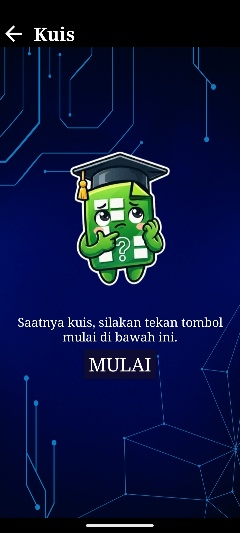 Kuis
?
Saatnya kuis, silakan tekan tombol
mulai di bawah ini.
MULAI